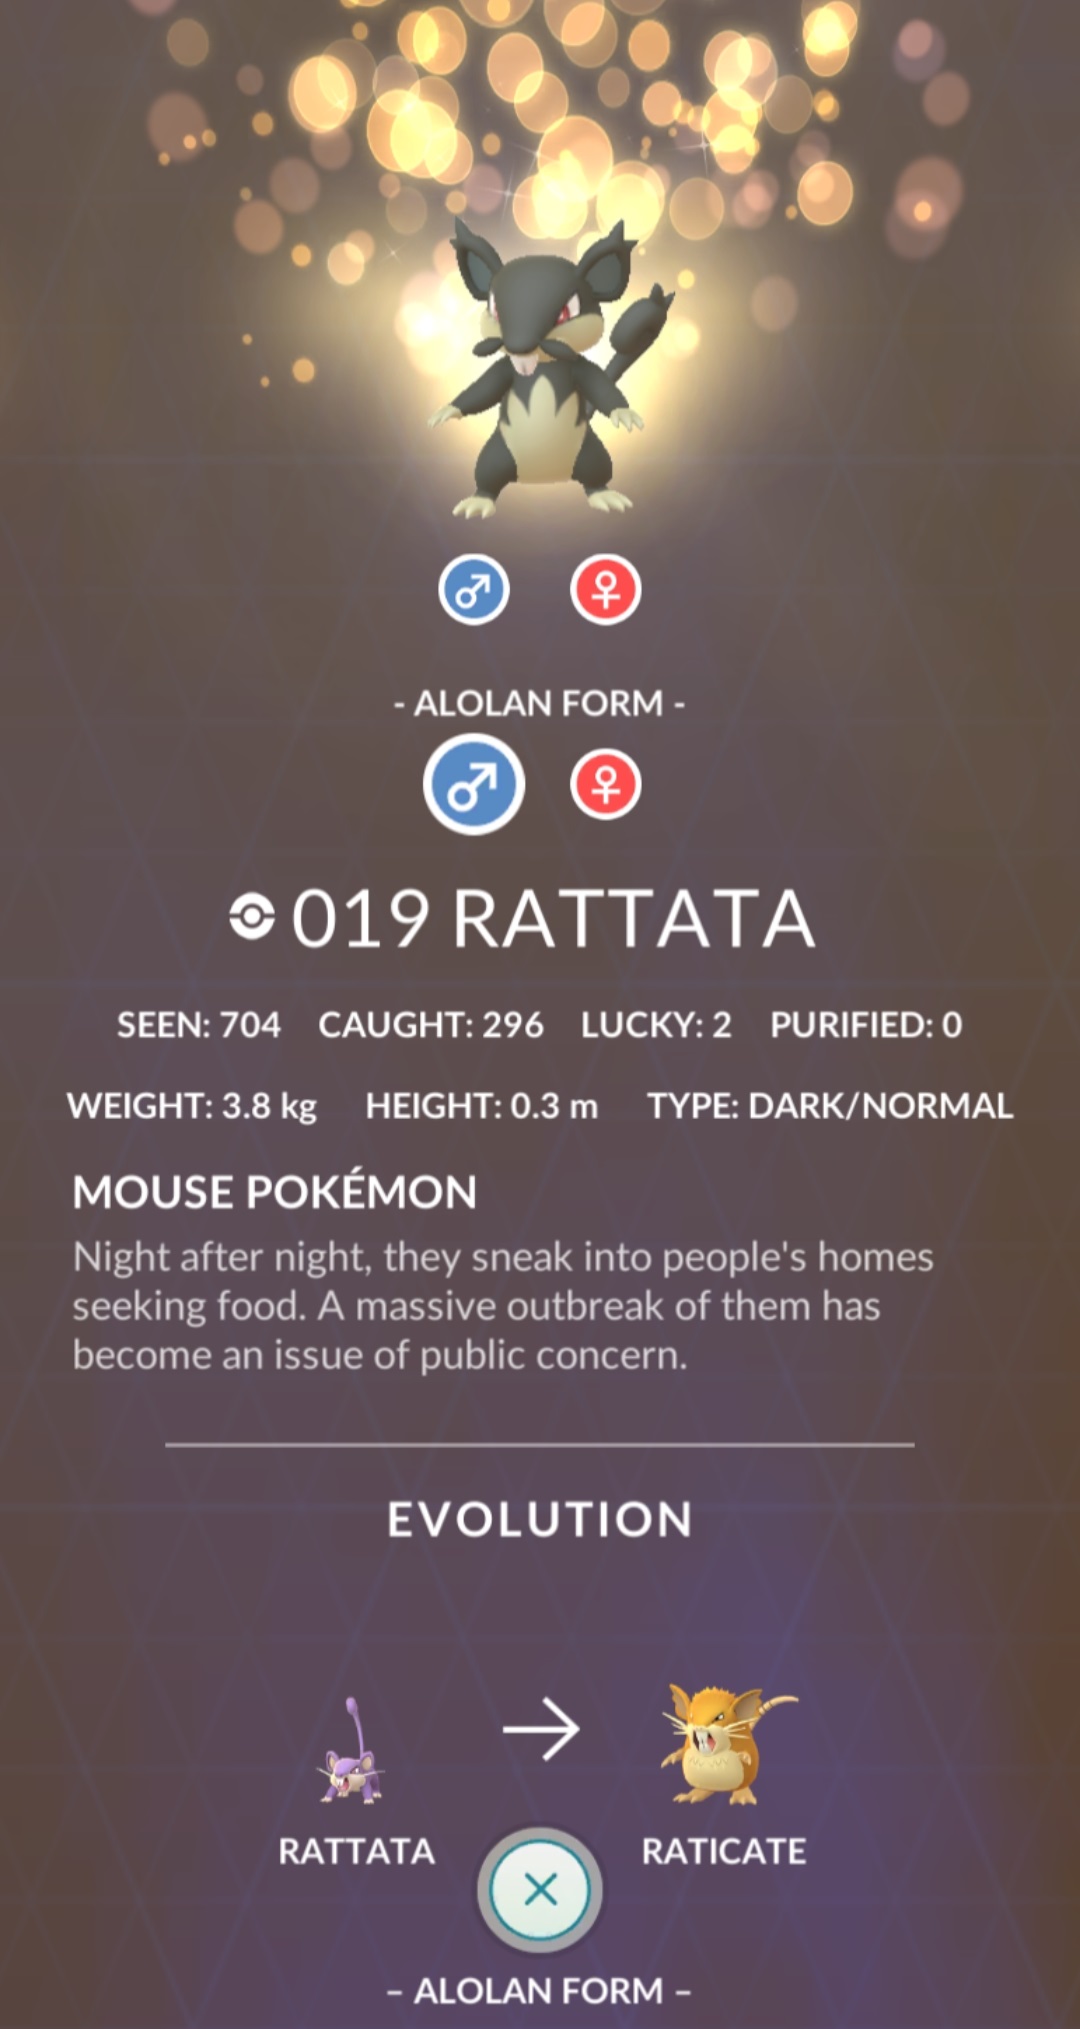 - ALOLAN FORM -
019 RATTATA
SEEN: 704 CAUGHT: 296 LUCKY: 2 PURIFIED: 0
WEIGHT: 3.8 kg HEIGHT: 0.3 m TYPE: DARK/NORMAL
MOUSE POKÉMON
Night after night, they sneak into people's homes
seeking food. A massive outbreak of them has
become an issue of public concern.
EVOLUTION
RATTATA RATICATE
– ALOLAN FORM –